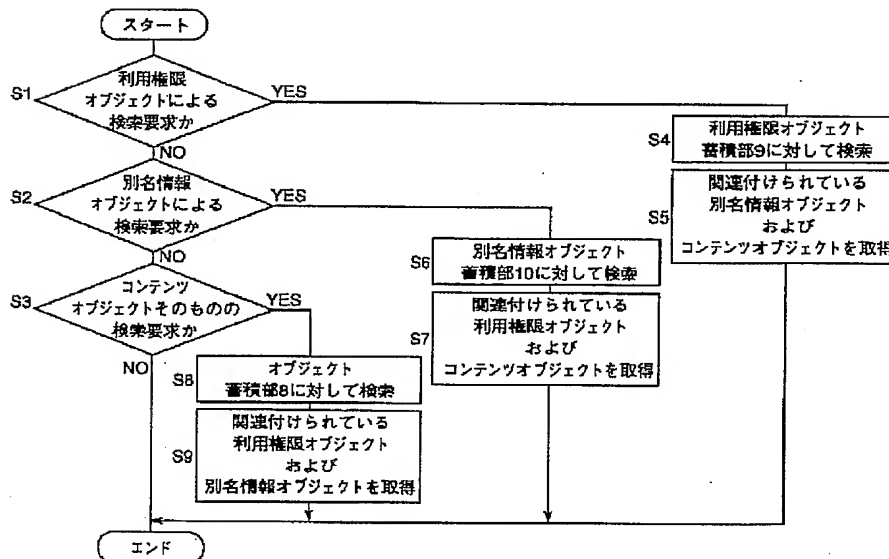 スタート
S1
利用権限
オブジェクトによる
検索要求か
YES
NO
S4
利用権限オブジェクト
蓄積部9に対して検索
S2
別名情報
オブジェクトによる
検索要求か
YES
NO
S5
関連付けられている
別名情報オブジェクト
および
コンテンツオブジェクトを取得
S6
別名情報オブジェクト
蓄積部10に対して検索
S3
コンテンツ
オブジェクトそのものの
検索要求か
YES
NO
S7
関連付けられている
利用権限オブジェクト
および
コンテンツオブジェクトを取得
S8
オブジェクト
蓄積部8に対して検索
S9
関連付けられている
利用権限オブジェクト
および
別名情報オブジェクトを取得
エンド